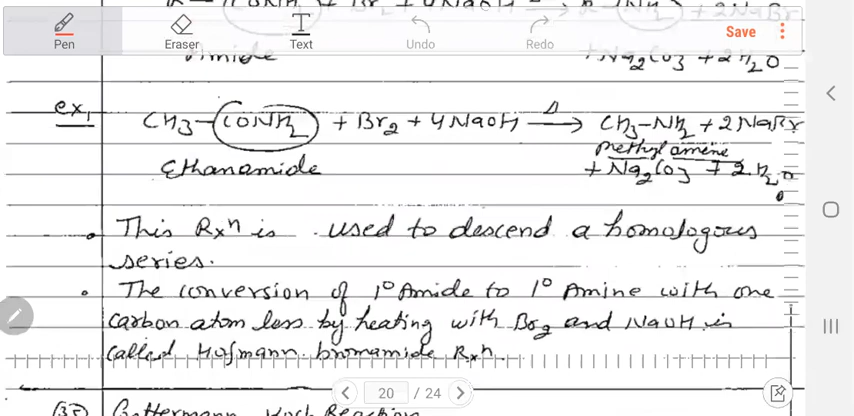 Pen
Eraser
Text
Undo
Redo
Save
Amide
+ Na2CO3 + 2H2O
ex1 CH3-CONH2 + Br2 + 4NaOH Δ→ CH3-NH2 + 2NaBr
Ethanamide
Methyl amine
+ Na2CO3 + 2H2O
• This Rxn is used to descend a homologous
series.
• The conversion of 1° Amide to 1° Amine with one
carbon atom less by heating with Br2 and NaOH is
called Hofmann bromamide Rxn.
20 / 24